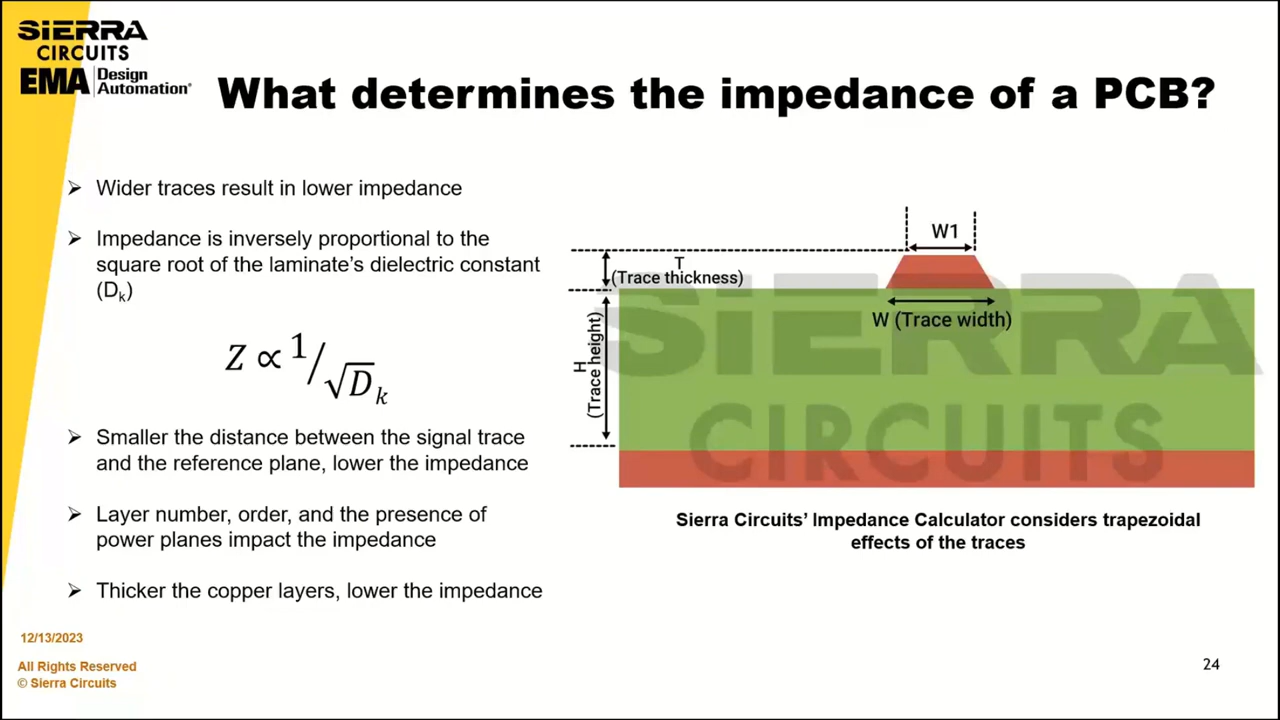 SIERRA
CIRCUITS
EMA Design
Automation®
What determines the impedance of a PCB?
➢ Wider traces result in lower impedance
➢ Impedance is inversely proportional to the
square root of the laminate's dielectric constant
(Dk)
Z ∝ 1/√Dk
➢ Smaller the distance between the signal trace
and the reference plane, lower the impedance
➢ Layer number, order, and the presence of
power planes impact the impedance
➢ Thicker the copper layers, lower the impedance
W1
T
(Trace thickness)
W (Trace width)
H
(Trace height)
SIERRA
CIRCUITS
Sierra Circuits' Impedance Calculator considers trapezoidal
effects of the traces
12/13/2023
All Rights Reserved
© Sierra Circuits
24